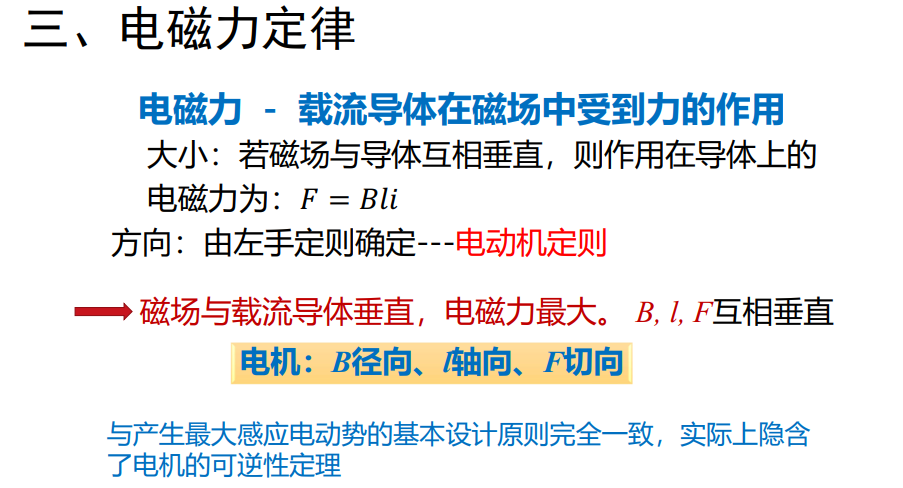 三、电磁力定律
电磁力 - 载流导体在磁场中受到力的作用
大小：若磁场与导体互相垂直，则作用在导体上的
电磁力为：F = Bli
方向：由左手定则确定---电动机定则
磁场与载流导体垂直，电磁力最大。 B, l, F互相垂直
电机：B径向、l轴向、F切向
与产生最大感应电动势的基本设计原则完全一致，实际上隐含
了电机的可逆性定理